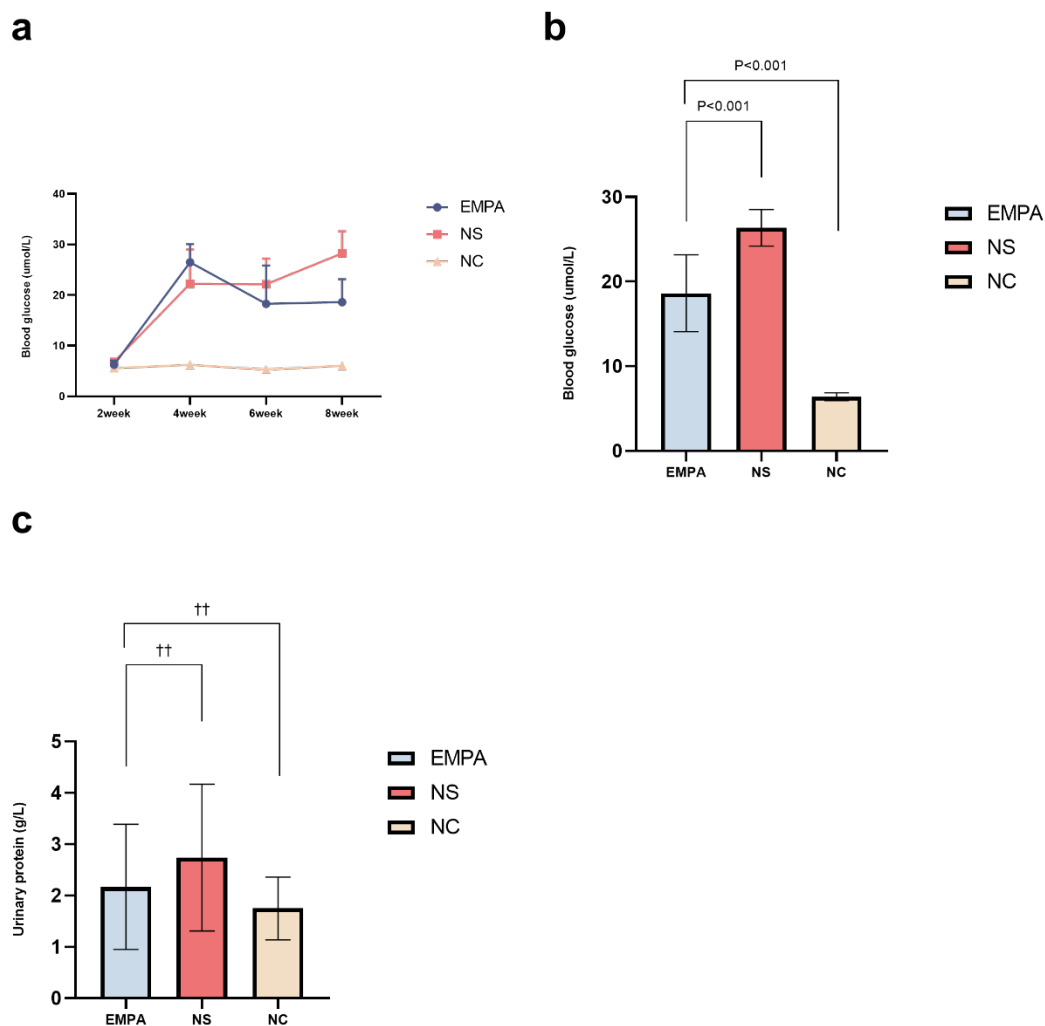 a
Blood glucose (umol/L)
40
30
20
10
0
2week 4week 6week 8week
EMPA
NS
NC
b
P<0.001
P<0.001
Blood glucose (umol/L)
30
20
10
0
EMPA NS NC
EMPA
NS
NC
c
††
††
Urinary protein (g/L)
5
4
3
2
1
0
EMPA NS NC
EMPA
NS
NC